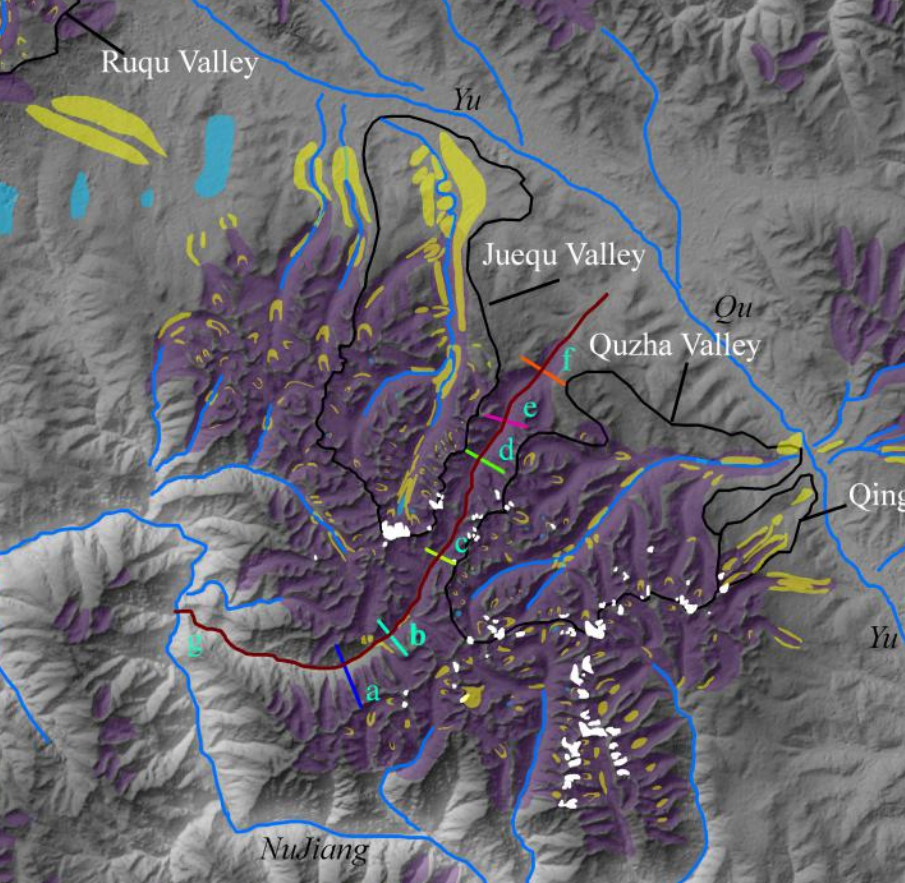 Ruqu Valley
Yu
Juequ Valley
Qu
Quzha Valley
f
e
d
Qing
c
b
g
a
Yu
NuJiang